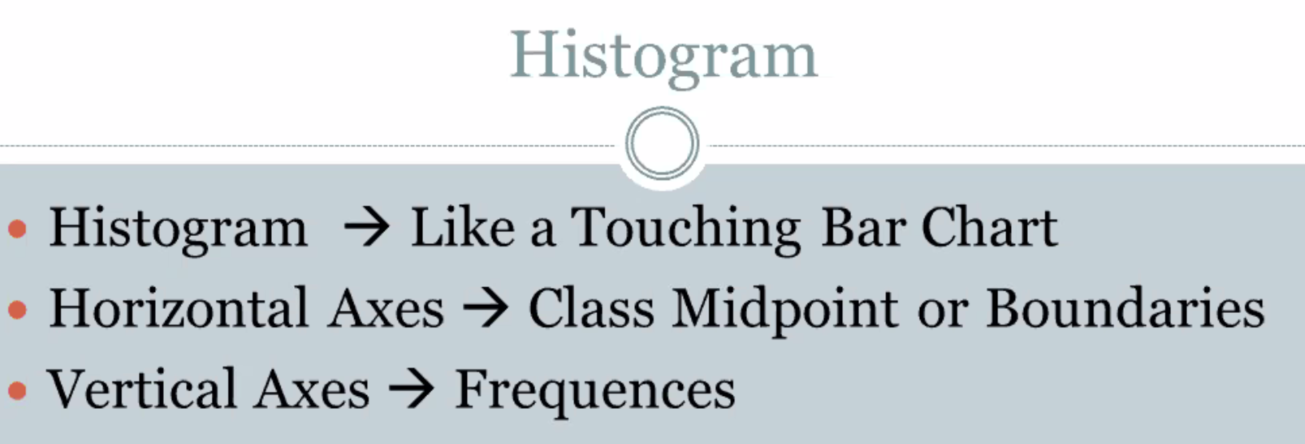 Histogram
• Histogram → Like a Touching Bar Chart
• Horizontal Axes → Class Midpoint or Boundaries
• Vertical Axes → Frequences